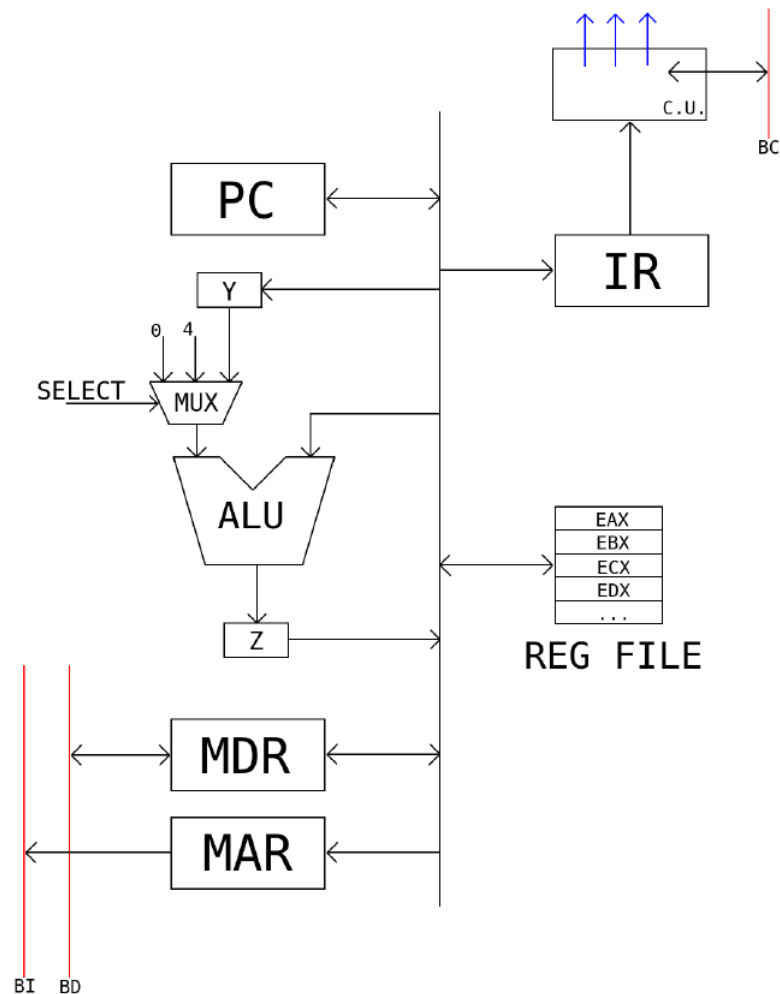 C.U.
BC
PC
IR
Y
0 4
SELECT
MUX
ALU
EAX
EBX
ECX
EDX
...
Z
REG FILE
MDR
MAR
BI BD